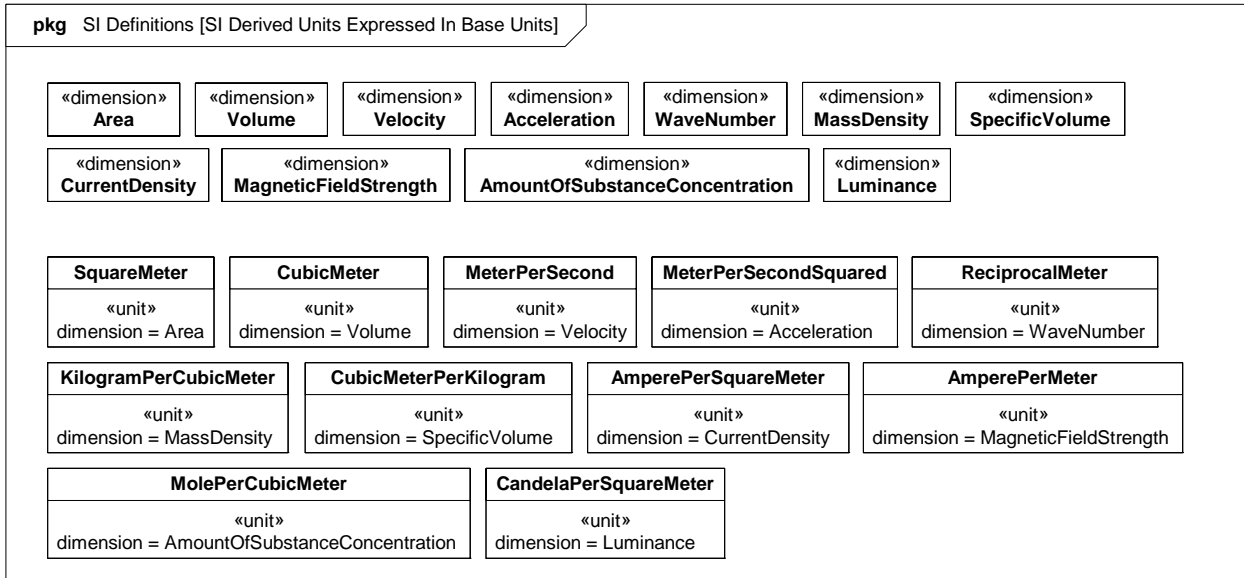 pkg SI Definitions [SI Derived Units Expressed In Base Units]
«dimension» «dimension» «dimension» «dimension» «dimension» «dimension» «dimension»
Area Volume Velocity Acceleration WaveNumber MassDensity SpecificVolume
«dimension» «dimension» «dimension» «dimension»
CurrentDensity MagneticFieldStrength AmountOfSubstanceConcentration Luminance
SquareMeter CubicMeter MeterPerSecond MeterPerSecondSquared ReciprocalMeter
«unit» «unit» «unit» «unit» «unit»
dimension = Area dimension = Volume dimension = Velocity dimension = Acceleration dimension = WaveNumber
KilogramPerCubicMeter CubicMeterPerKilogram AmperePerSquareMeter AmperePerMeter
«unit» «unit» «unit» «unit»
dimension = MassDensity dimension = SpecificVolume dimension = CurrentDensity dimension = MagneticFieldStrength
MolePerCubicMeter CandelaPerSquareMeter
«unit» «unit»
dimension = AmountOfSubstanceConcentration dimension = Luminance